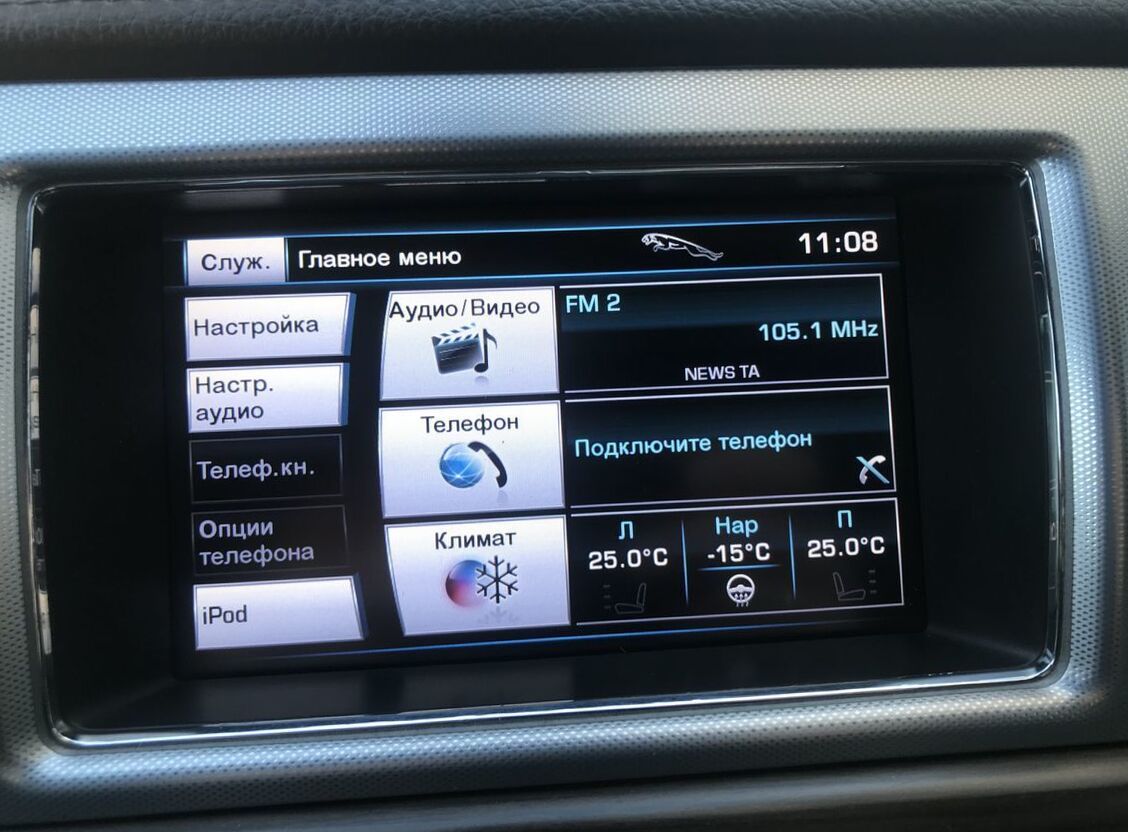 Служ.
Главное меню
11:08
Настройка
Настр.
аудио
Телеф.кн.
Опции
телефона
iPod
Аудио/Видео
Телефон
Климат
FM 2
105.1 MHz
NEWS TA
Подключите телефон
Л
25.0°C
Нар
-15°C
П
25.0°C